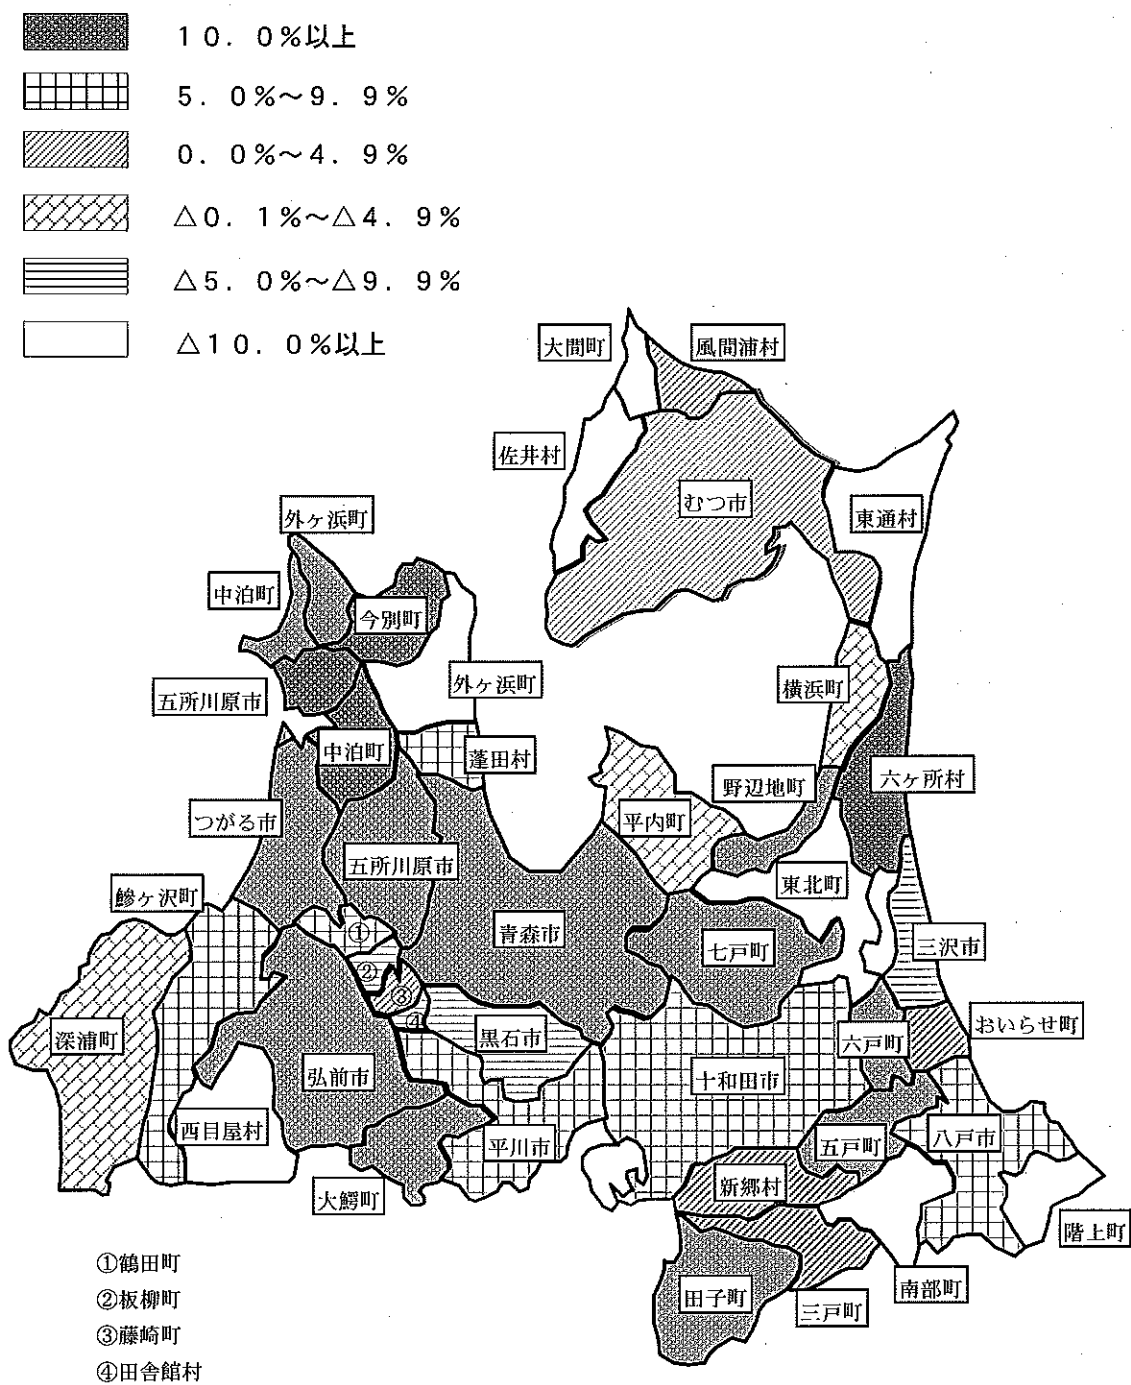 10.0%以上
5.0%～9.9%
0.0%～4.9%
△0.1%～△4.9%
△5.0%～△9.9%
△10.0%以上
大間町
風間浦村
佐井村
むつ市
東通村
外ヶ浜町
中泊町
今別町
五所川原市
外ヶ浜町
横浜町
中泊町
蓬田村
野辺地町
六ヶ所村
つがる市
平内町
五所川原市
東北町
鰺ヶ沢町
①
青森市
七戸町
三沢市
②
③
④
深浦町
黒石市
六戸町
おいらせ町
弘前市
十和田市
西目屋村
平川市
五戸町
八戸市
大鰐町
新郷村
階上町
田子町
三戸町
南部町
①鶴田町
②板柳町
③藤崎町
④田舎館村